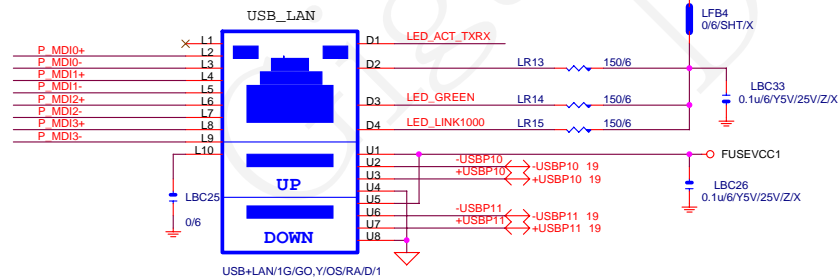 USB_LAN
LFB4
0/6/SHT/X
L1
D1
LED_ACT_TXRX
P_MDI0+
L2
P_MDI0-
L3
D2
LR13
150/6
P_MDI1+
L4
P_MDI1-
L5
P_MDI2+
L6
D3
LED_GREEN
LR14
150/6
LBC33
0.1u/6/Y5V/25V/Z/X
P_MDI2-
L7
P_MDI3+
L8
D4
LED_LINK1000
LR15
150/6
P_MDI3-
L9
L10
U1
FUSEVCC1
U2
-USBP10
-USBP10 19
U3
+USBP10
+USBP10 19
UP
U4
U5
LBC25
0/6
LBC26
0.1u/6/Y5V/25V/Z/X
U6
-USBP11
-USBP11 19
U7
+USBP11
+USBP11 19
DOWN
U8
USB+LAN/1G/GO,Y/OS/RA/D/1